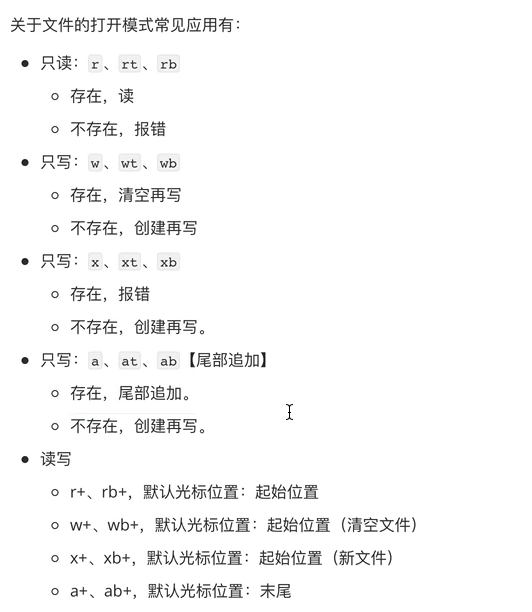 关于文件的打开模式常见应用有：
只读：r、rt、rb
存在，读
不存在，报错
只写：w、wt、wb
存在，清空再写
不存在，创建再写
只写：x、xt、xb
存在，报错
不存在，创建再写。
只写：a、at、ab【尾部追加】
存在，尾部追加。
不存在，创建再写。
读写
r+、rb+，默认光标位置：起始位置
w+、wb+，默认光标位置：起始位置（清空文件）
x+、xb+，默认光标位置：起始位置（新文件）
a+、ab+，默认光标位置：末尾